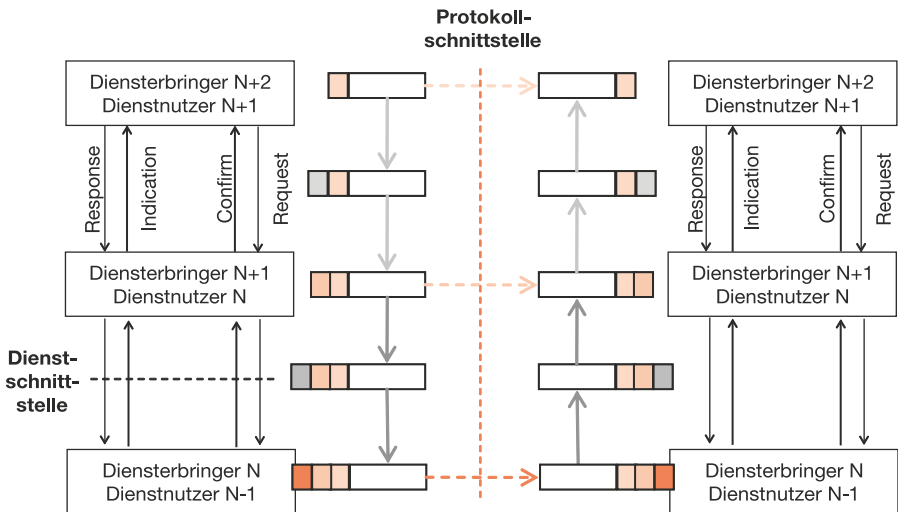 Protokoll-
schnittstelle
Diensterbringer N+2
Dienstnutzer N+1
Diensterbringer N+2
Dienstnutzer N+1
Response
Indication
Confirm
Request
Response
Indication
Confirm
Request
Diensterbringer N+1
Dienstnutzer N
Diensterbringer N+1
Dienstnutzer N
Dienst-
schnitt-
stelle
Diensterbringer N
Dienstnutzer N-1
Diensterbringer N
Dienstnutzer N-1